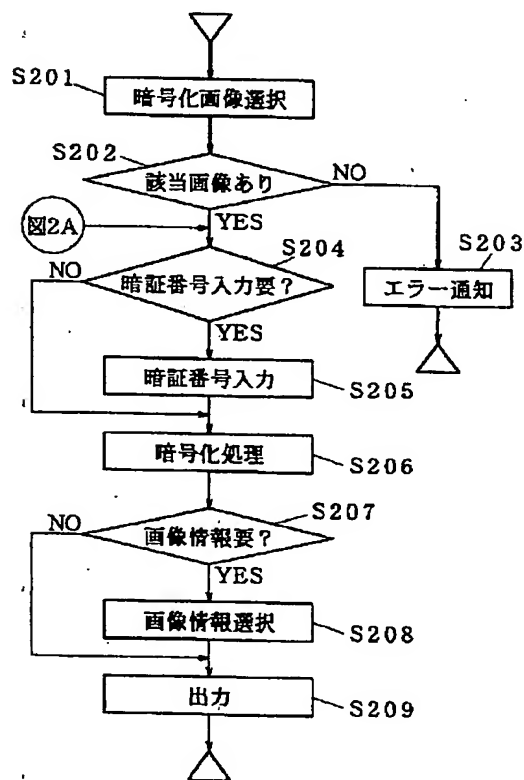 S201
暗号化画像選択
S202
該当画像あり
NO
図2A
YES
S204
S203
NO
暗証番号入力要?
エラー通知
YES
暗証番号入力
S205
暗号化処理
S206
S207
NO
画像情報要?
YES
画像情報選択
S208
出力
S209